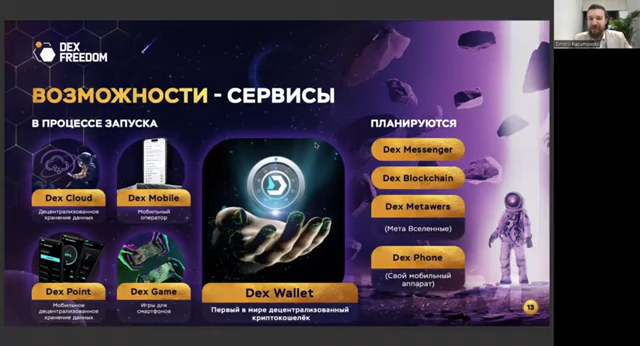 DEX
FREEDOM
ВОЗМОЖНОСТИ - СЕРВИСЫ
В ПРОЦЕССЕ ЗАПУСКА
Dex Cloud
Децентрализованное
хранение данных
Dex Mobile
Мобильный
оператор
Dex Point
Мобильное
децентрализованное
хранение данных
Dex Game
Игры для
смартфонов
Dex Wallet
Первый в мире децентрализованный
криптокошелёк
ПЛАНИРУЮТСЯ
Dex Messenger
Dex Blockchain
Dex Metawers
(Мета Вселенные)
Dex Phone
(Свой мобильный
аппарат)
13